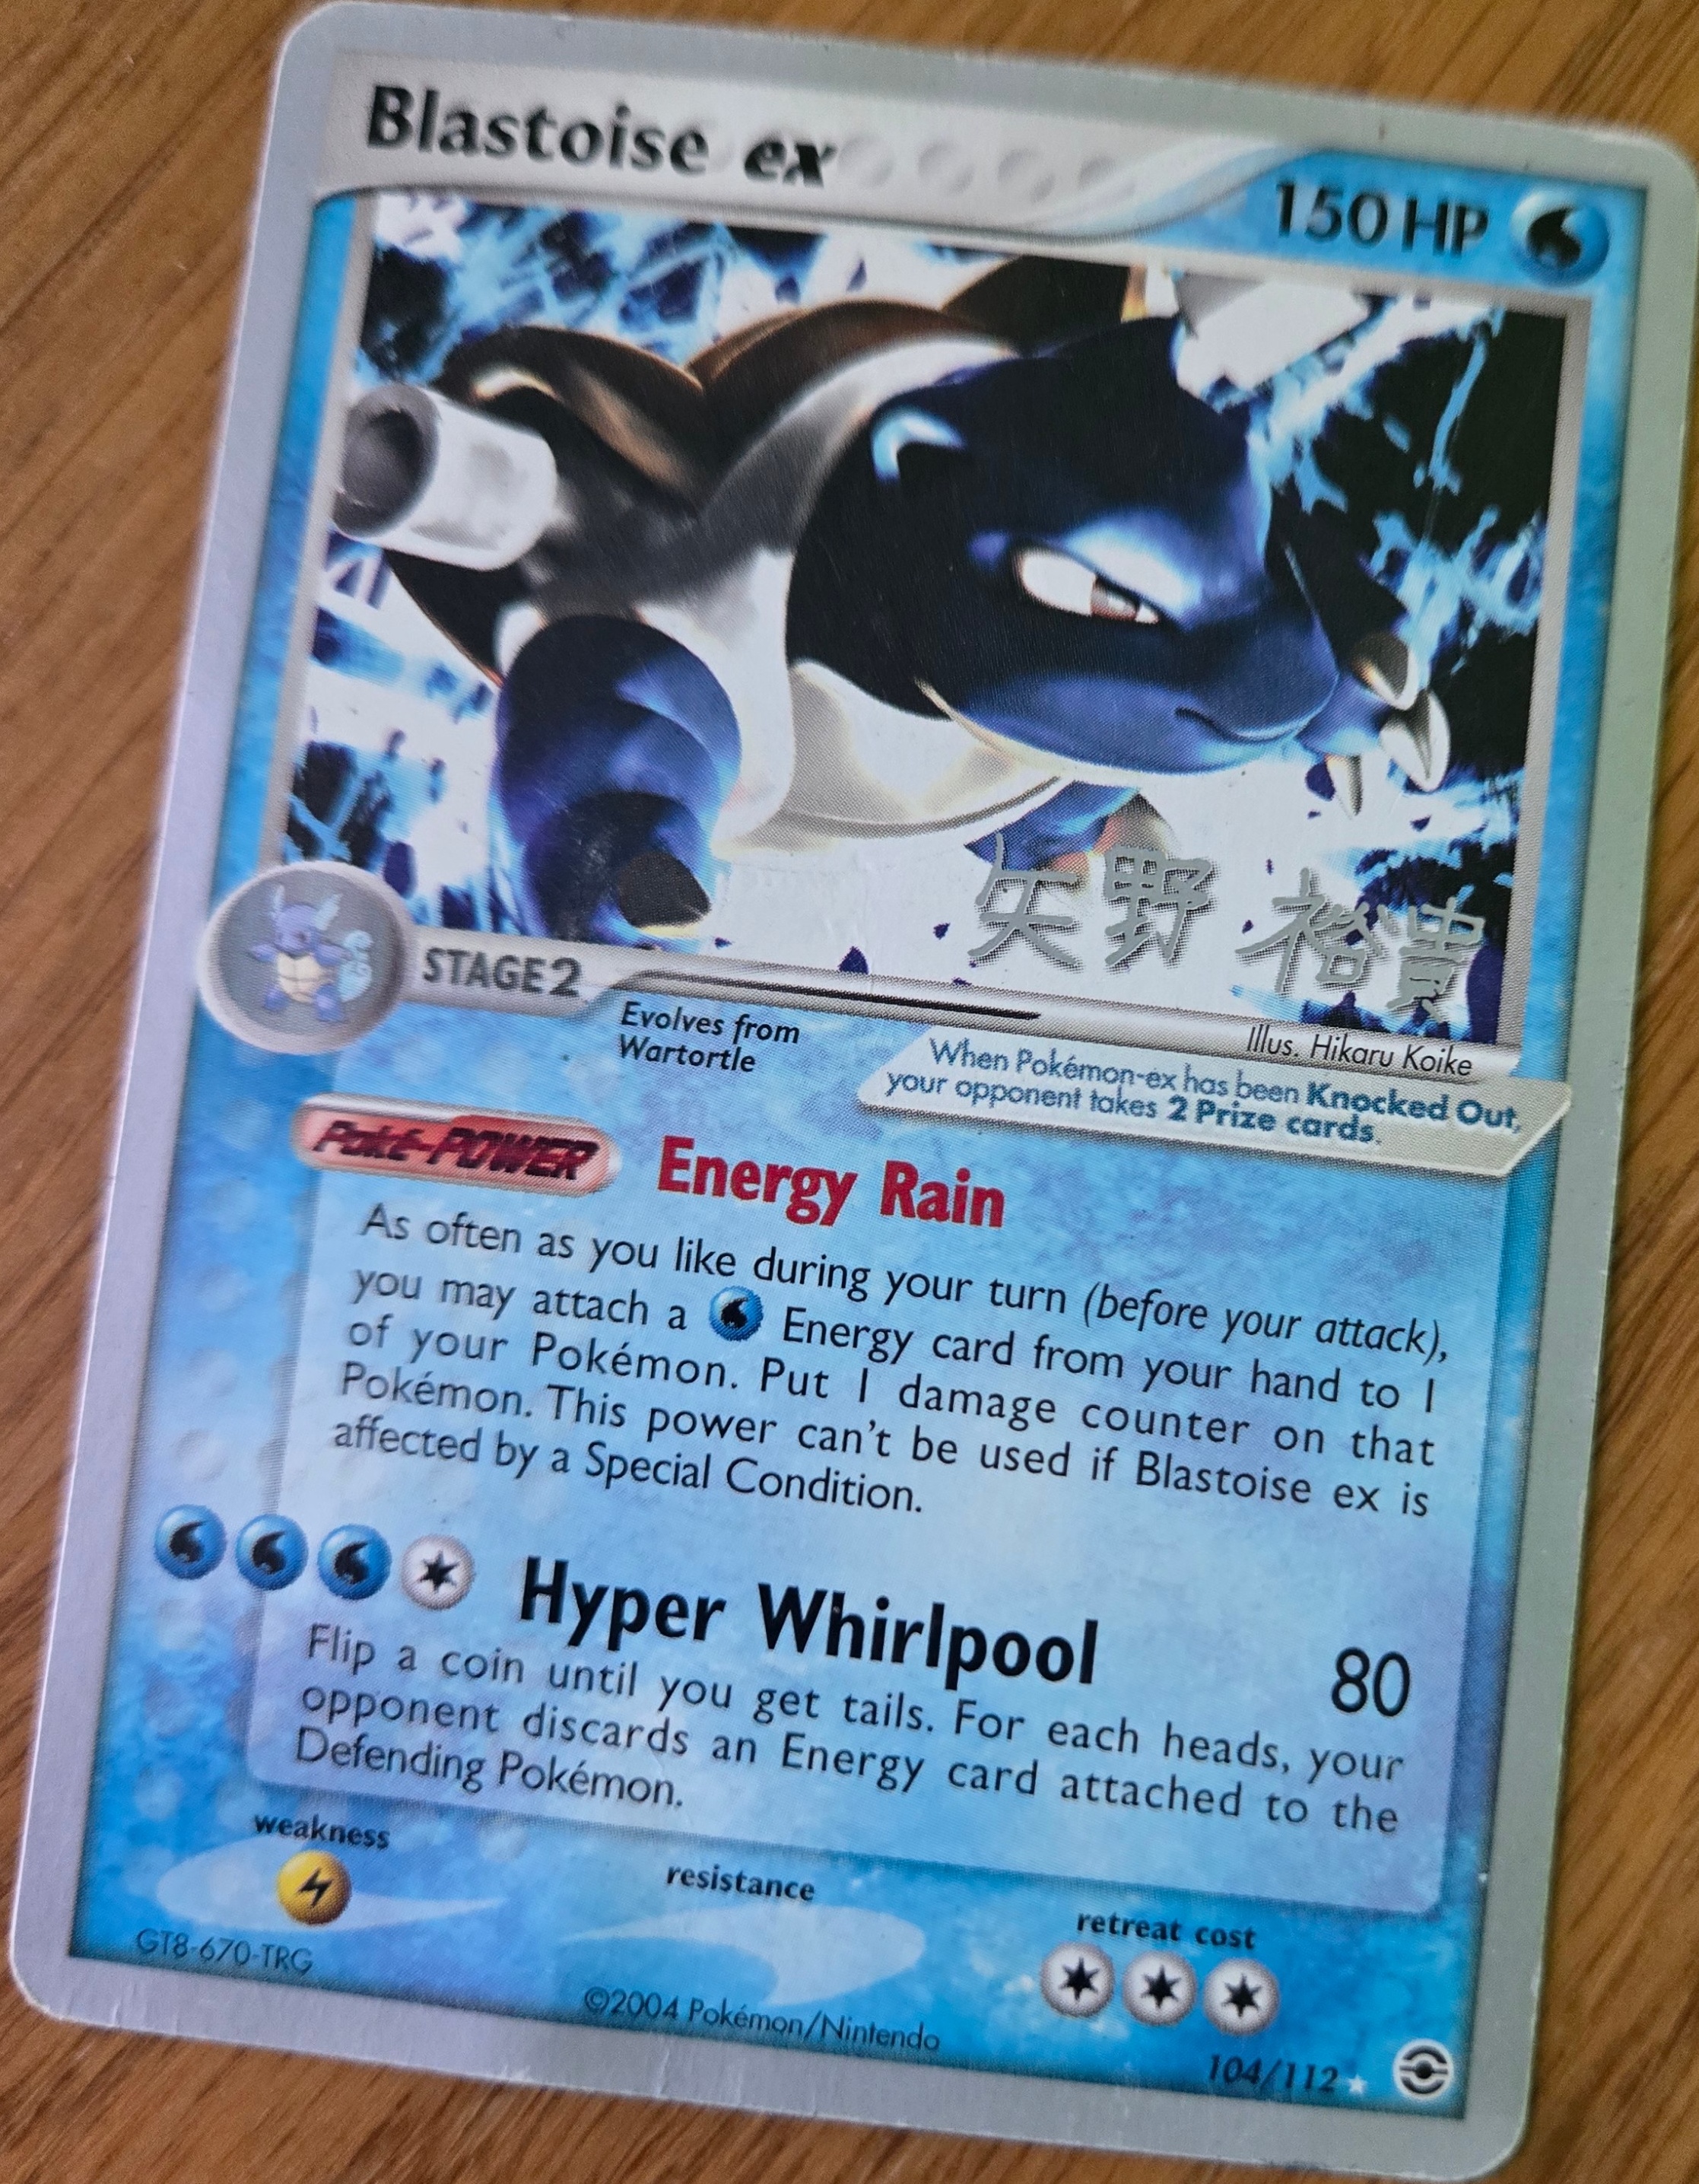 Blastoise ex
150 HP
矢野 裕貴
STAGE 2
Evolves from
Wartortle
Illus. Hikaru Koike
When Pokémon-ex has been Knocked Out,
your opponent takes 2 Prize cards.
Poké-POWER Energy Rain
As often as you like during your turn (before your attack),
you may attach a Energy card from your hand to 1
of your Pokémon. Put 1 damage counter on that
Pokémon. This power can't be used if Blastoise ex is
affected by a Special Condition.
Hyper Whirlpool 80
Flip a coin until you get tails. For each heads, your
opponent discards an Energy card attached to the
Defending Pokémon.
weakness
resistance
retreat cost
GT8-670-TRG
©2004 Pokémon/Nintendo
104/112